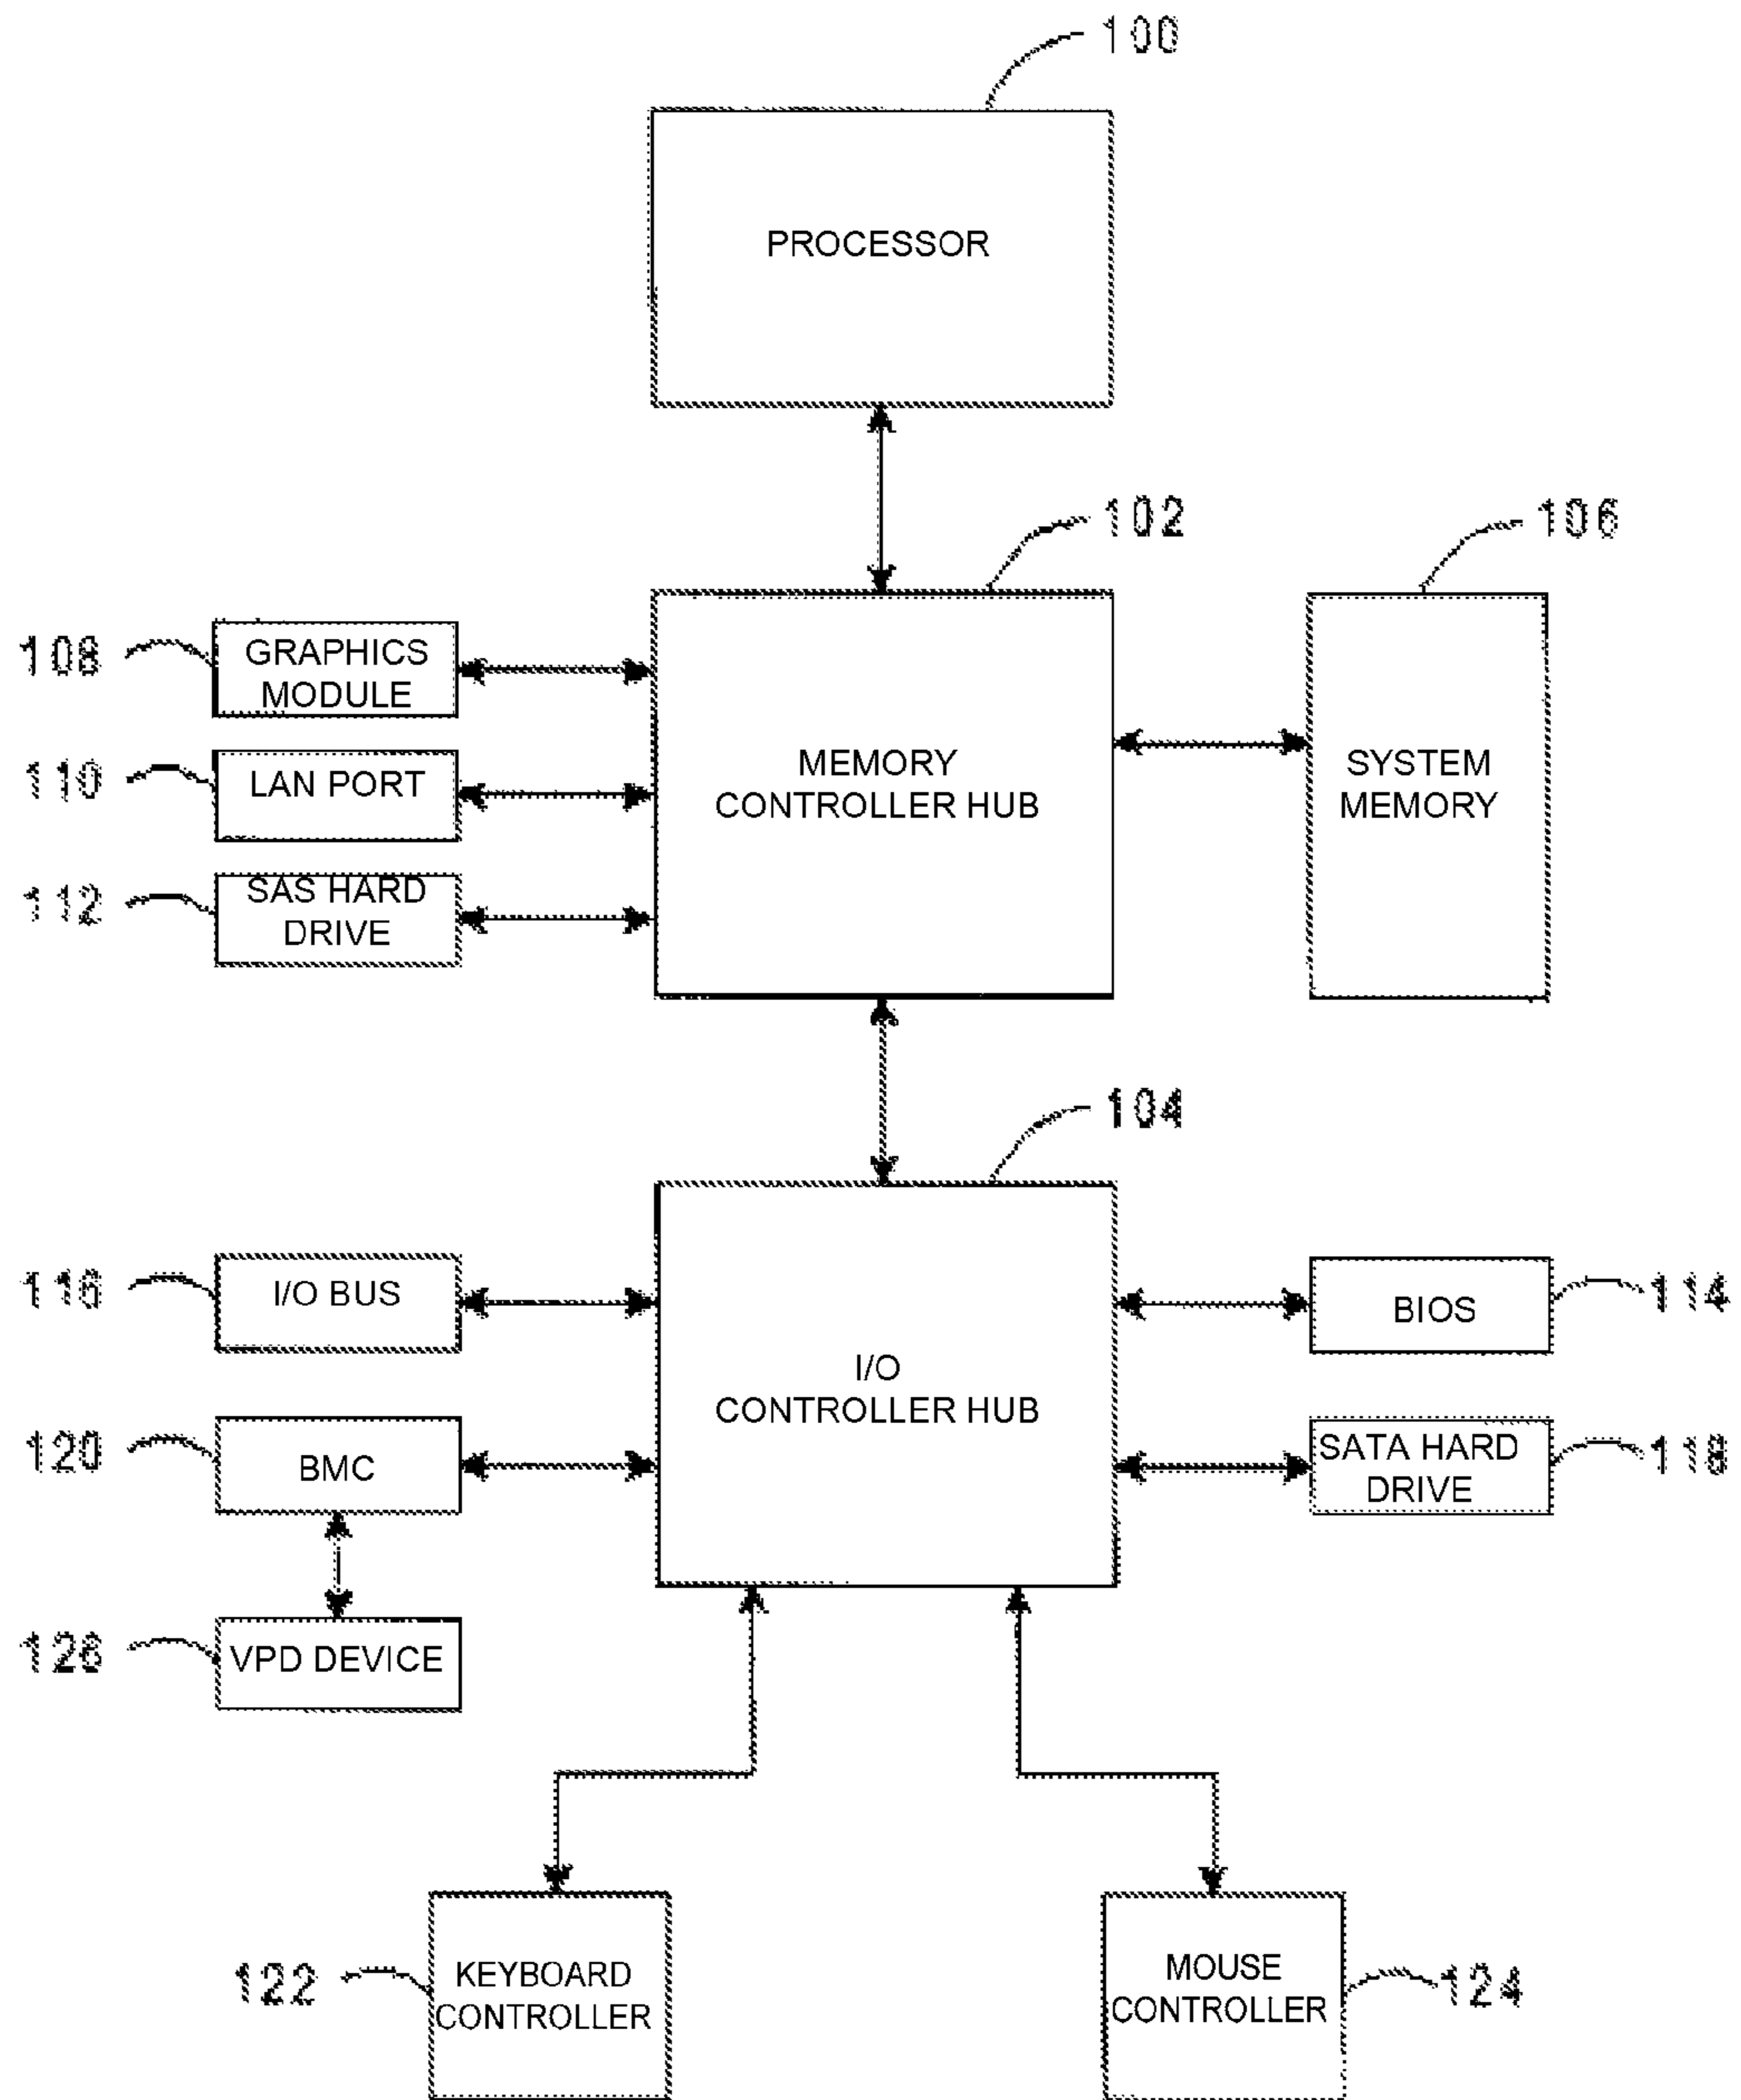 100
PROCESSOR
102
106
108
GRAPHICS
MODULE
110
LAN PORT
112
SAS HARD
DRIVE
MEMORY
CONTROLLER HUB
SYSTEM
MEMORY
104
116
I/O BUS
120
BMC
126
VPD DEVICE
I/O
CONTROLLER HUB
BIOS
114
SATA HARD
DRIVE
118
122
KEYBOARD
CONTROLLER
MOUSE
CONTROLLER
124